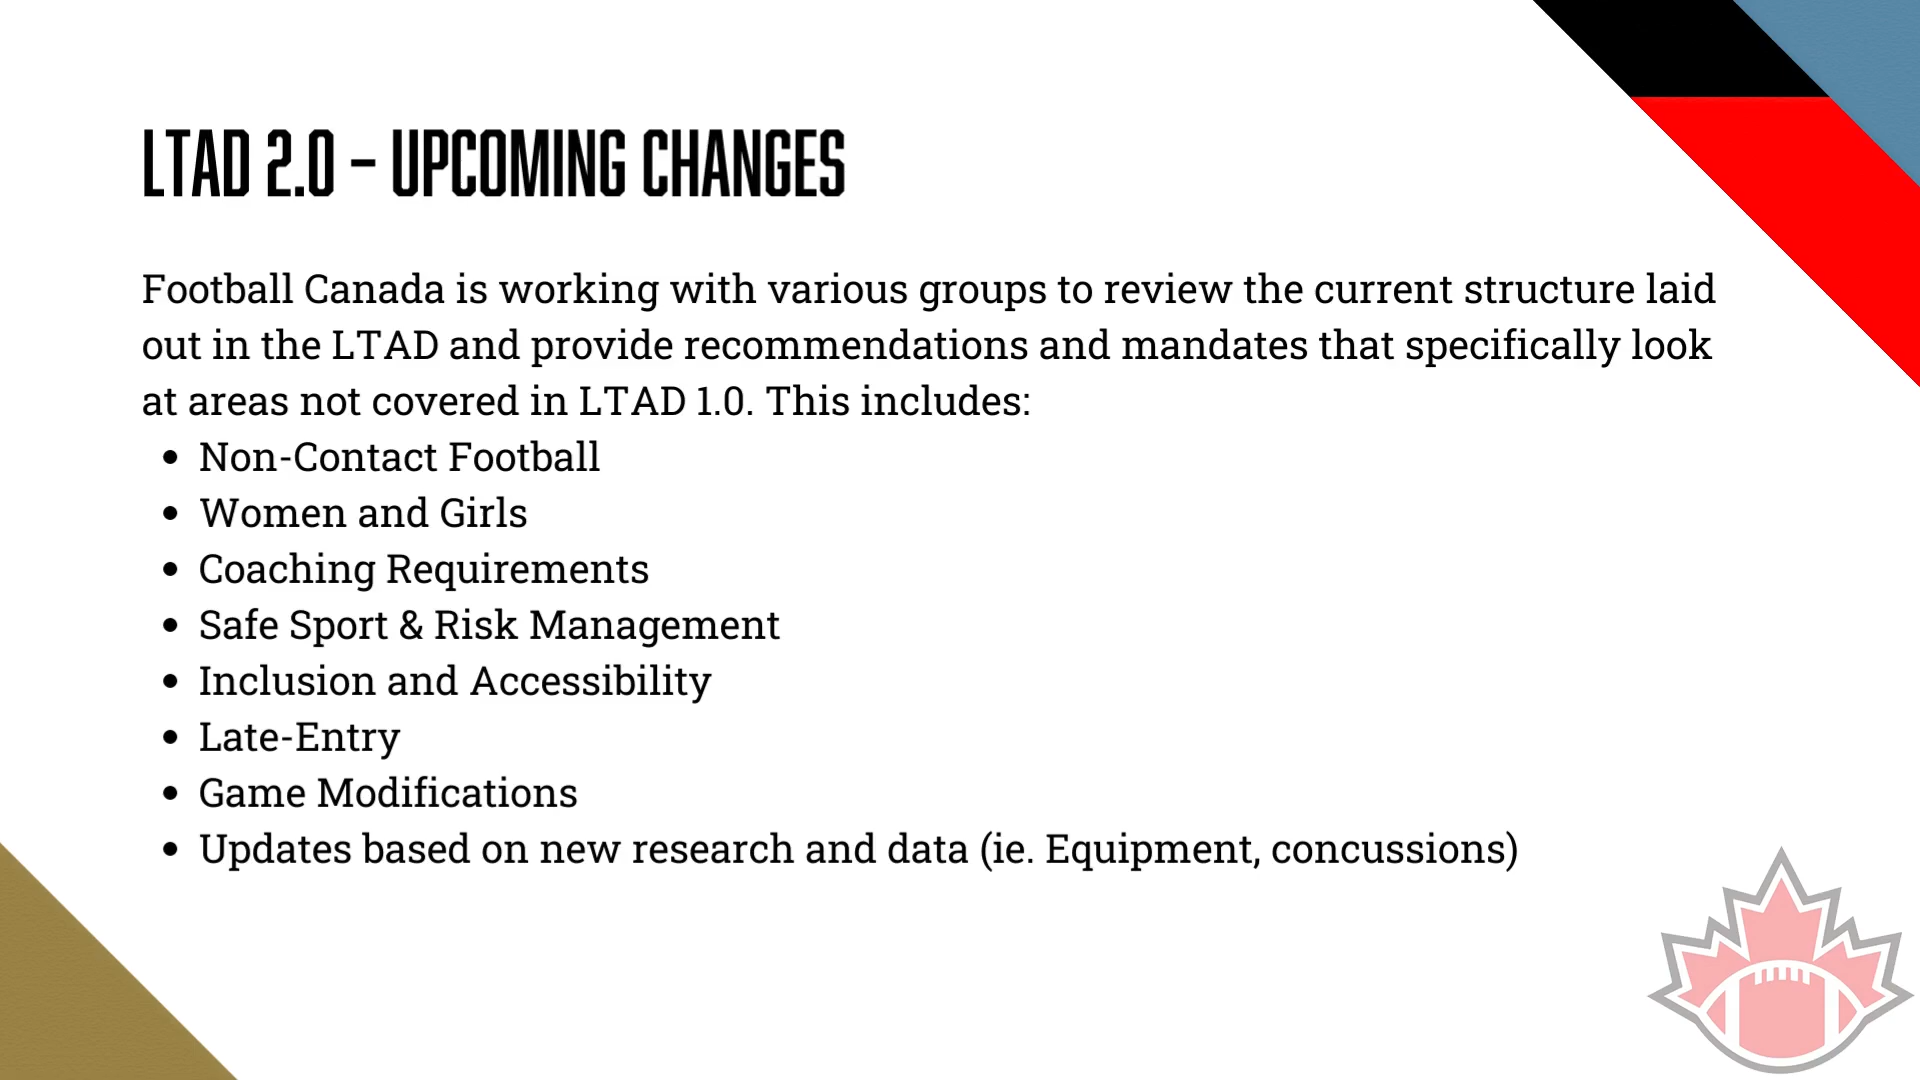 LTAD 2.0 – UPCOMING CHANGES
Football Canada is working with various groups to review the current structure laid
out in the LTAD and provide recommendations and mandates that specifically look
at areas not covered in LTAD 1.0. This includes:
• Non-Contact Football
• Women and Girls
• Coaching Requirements
• Safe Sport & Risk Management
• Inclusion and Accessibility
• Late-Entry
• Game Modifications
• Updates based on new research and data (ie. Equipment, concussions)